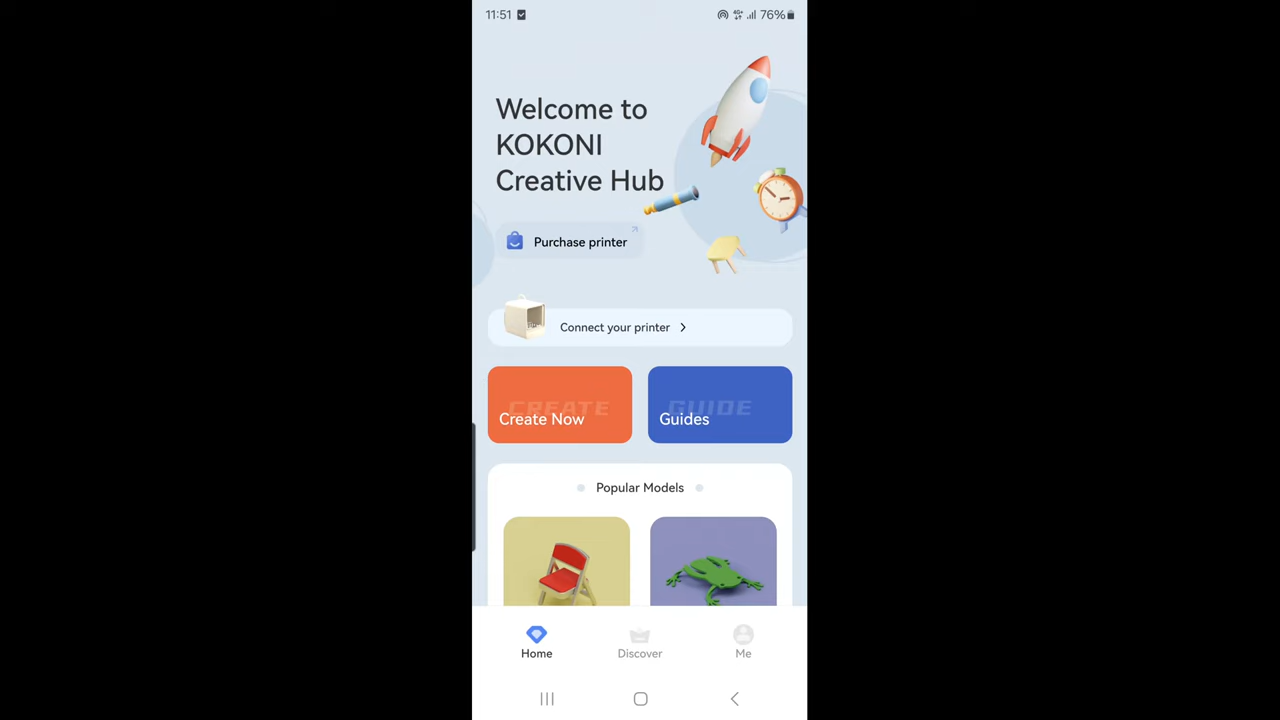 11:51
4G+ 76%
Welcome to
KOKONI
Creative Hub
Purchase printer
Connect your printer
CREATE
Create Now
GUIDE
Guides
Popular Models
Home
Discover
Me